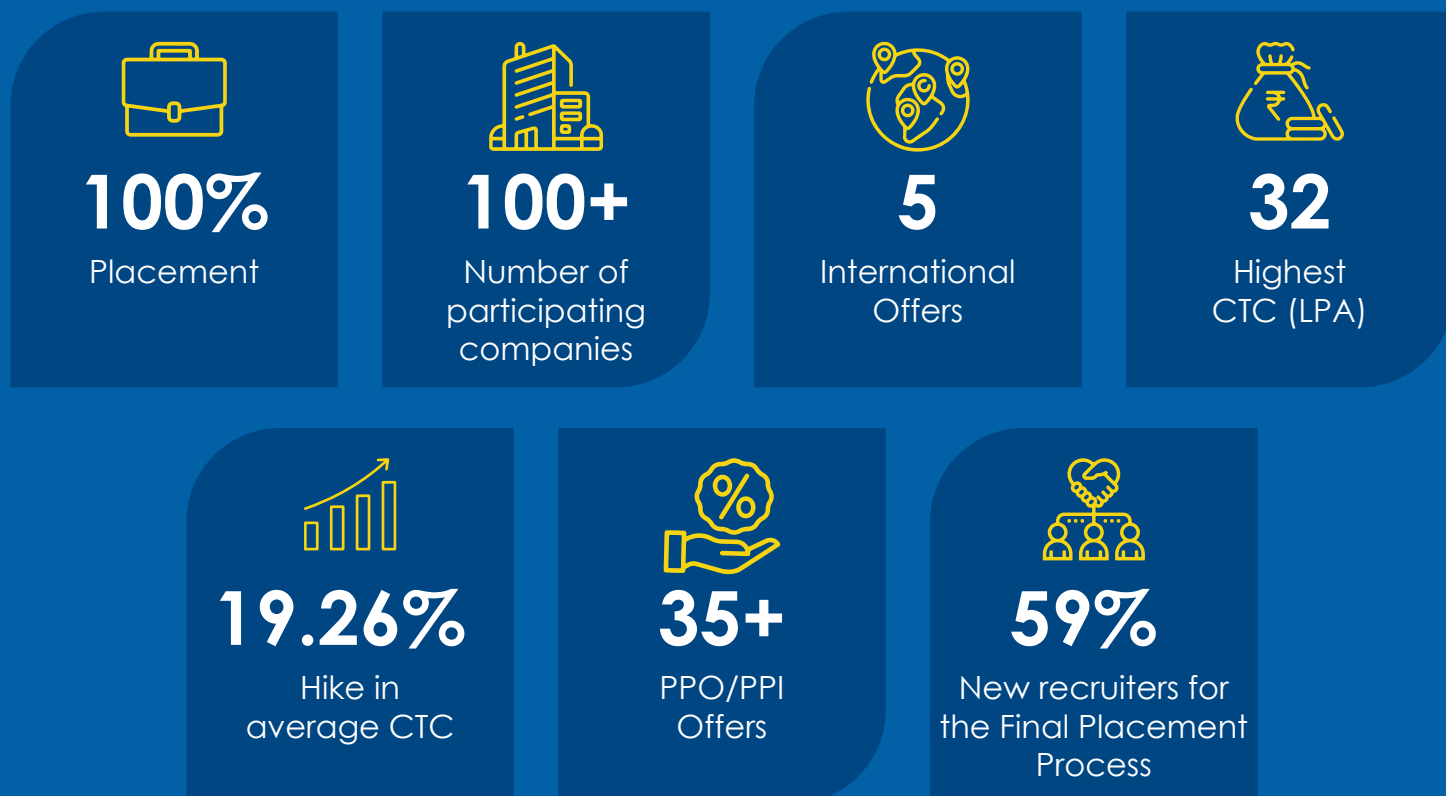 100%
Placement
100+
Number of
participating
companies
5
International
Offers
₹
32
Highest
CTC (LPA)
19.26%
Hike in
average CTC
%
35+
PPO/PPI
Offers
59%
New recruiters for
the Final Placement
Process